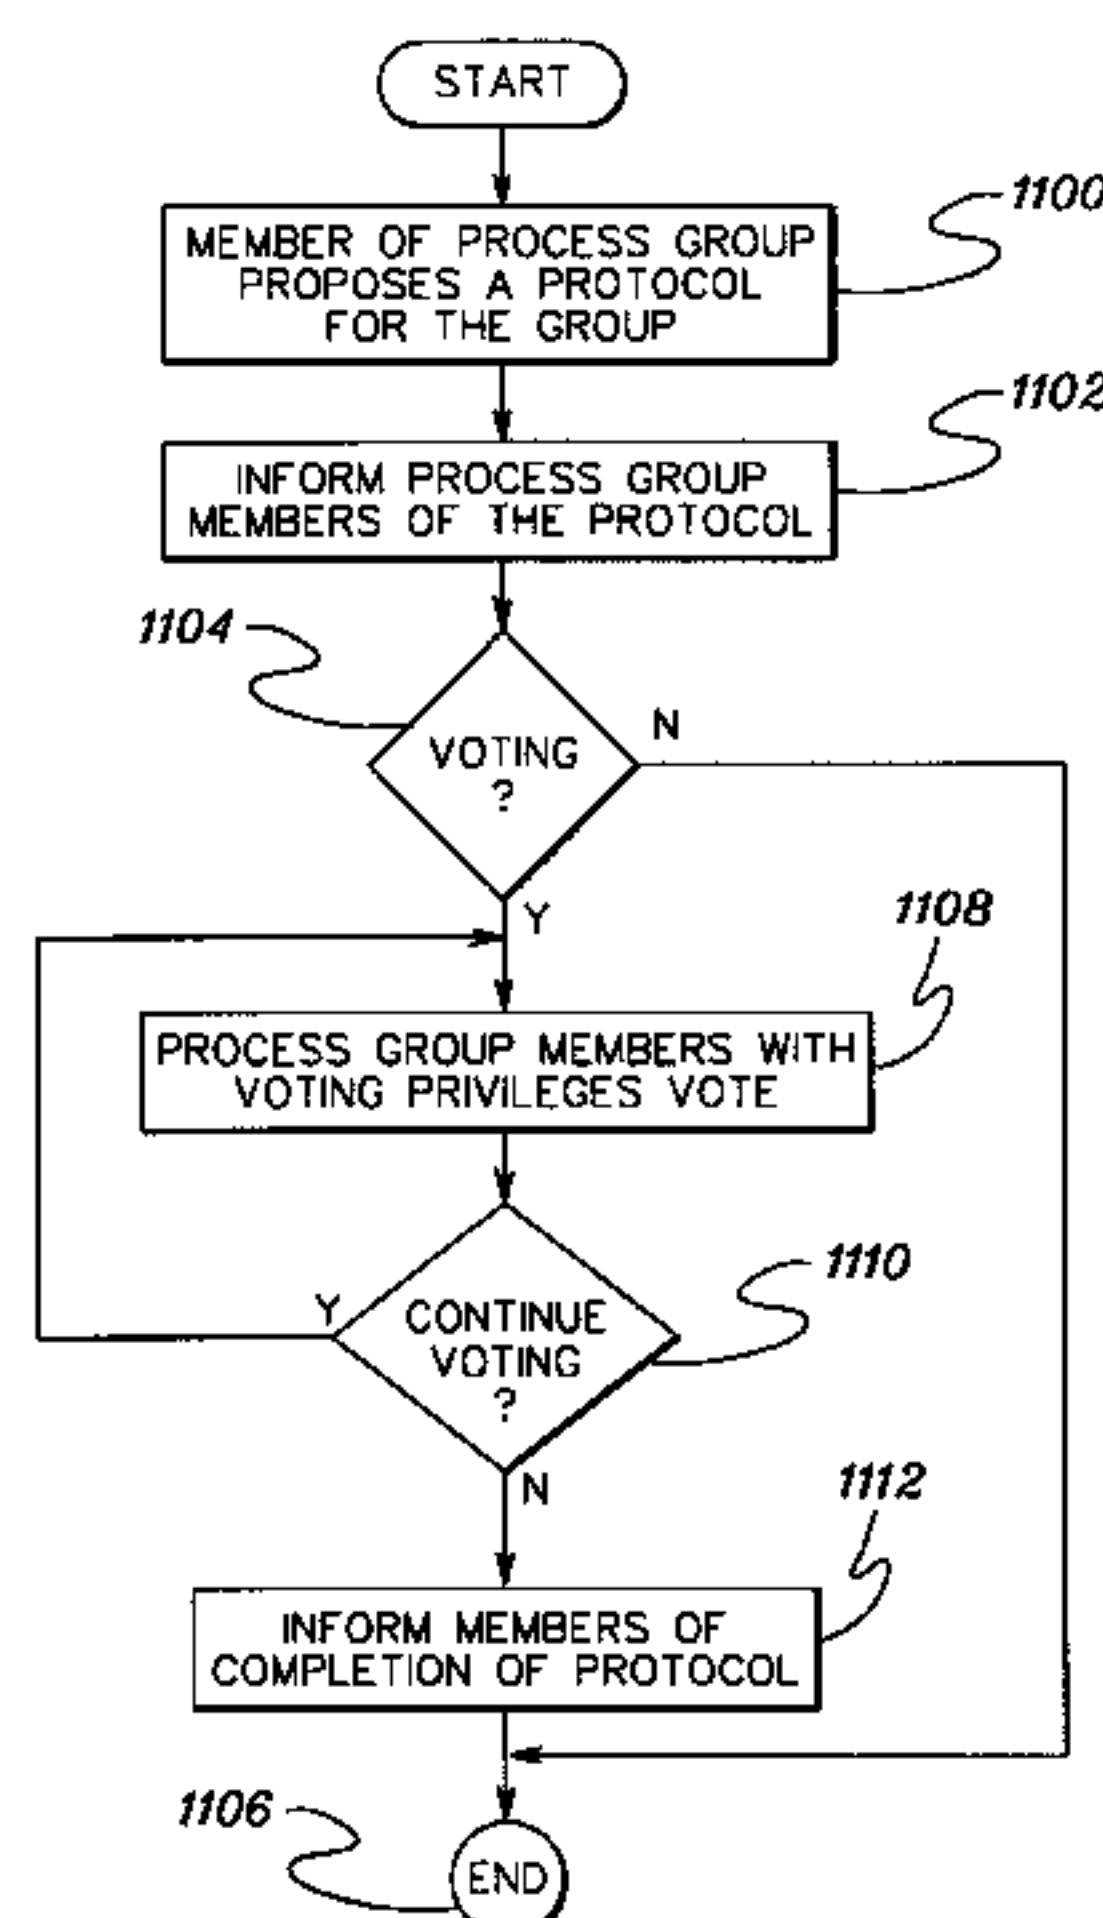 START
1100
MEMBER OF PROCESS GROUP
PROPOSES A PROTOCOL
FOR THE GROUP
1102
INFORM PROCESS GROUP
MEMBERS OF THE PROTOCOL
1104
VOTING
?
N
Y
1108
PROCESS GROUP MEMBERS WITH
VOTING PRIVILEGES VOTE
1110
Y
CONTINUE
VOTING
?
N
1112
INFORM MEMBERS OF
COMPLETION OF PROTOCOL
1106
END